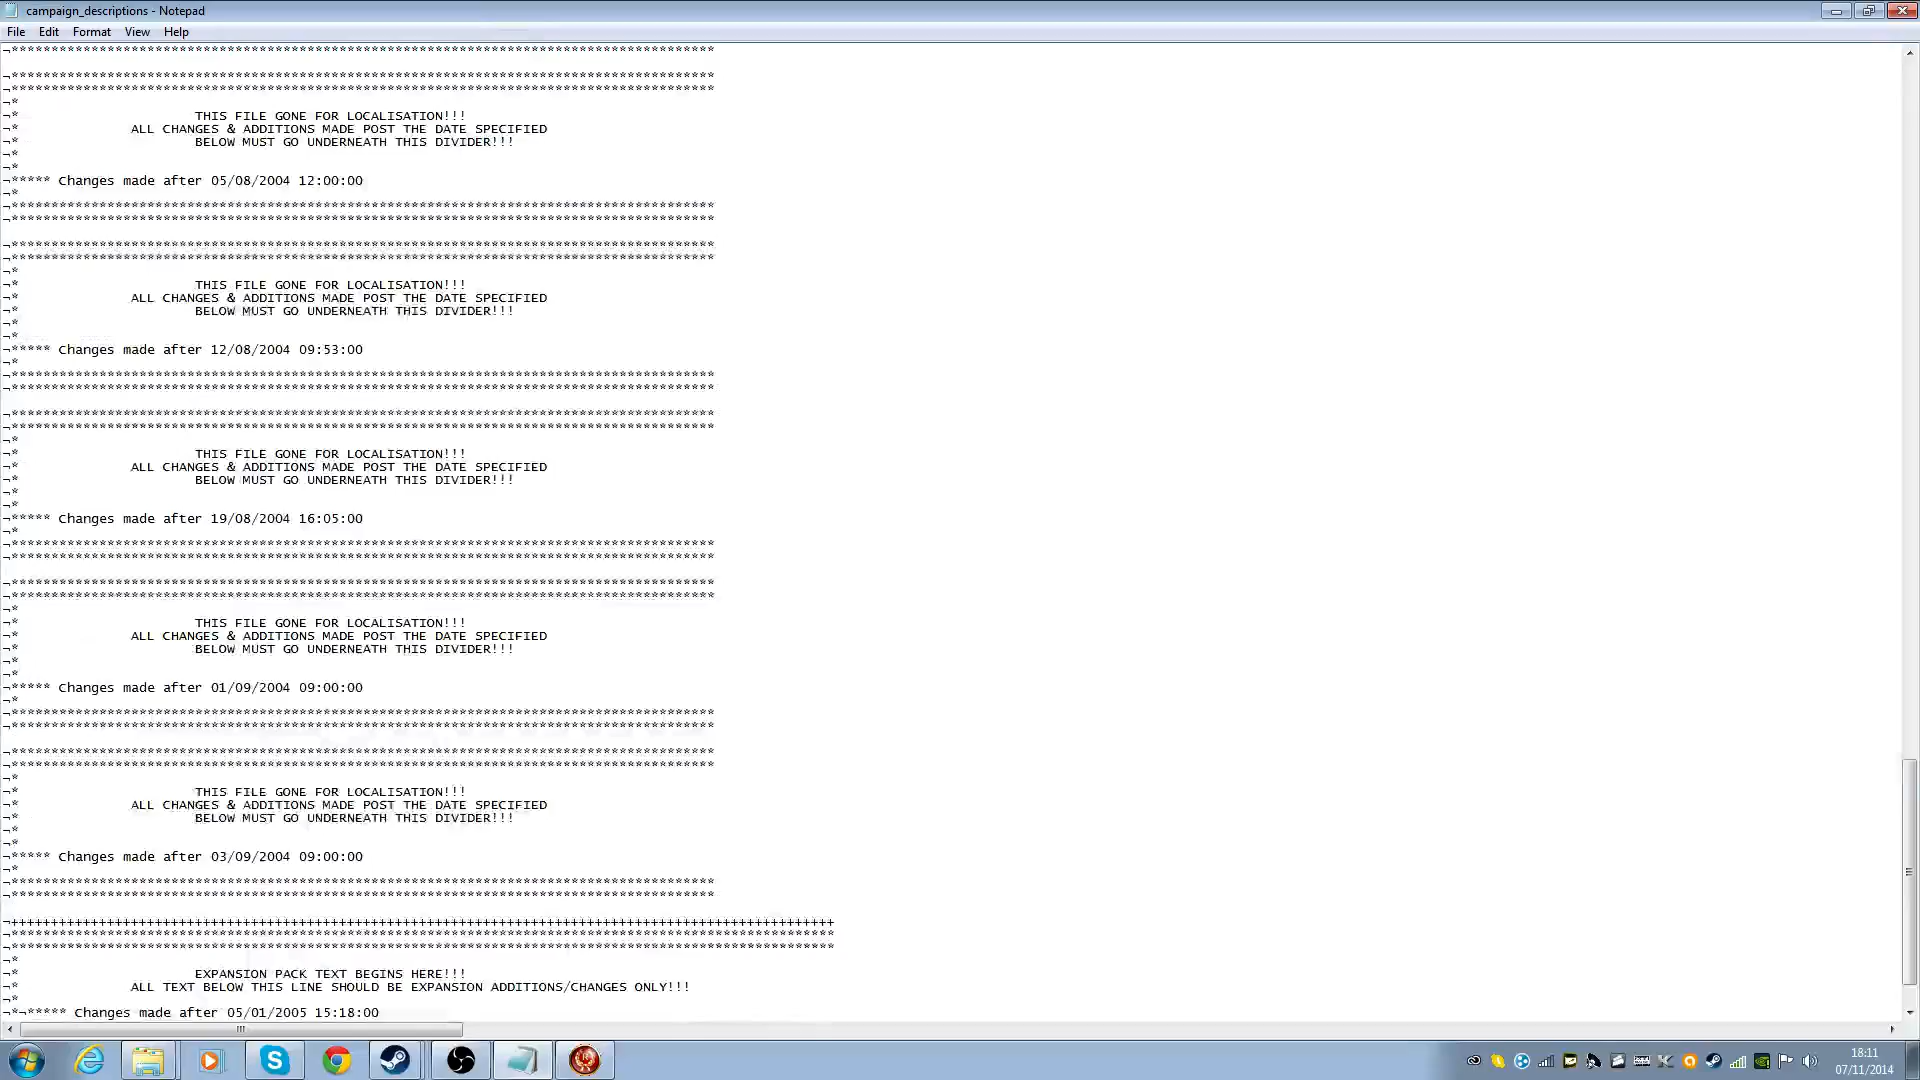 campaign_descriptions - Notepad
File Edit Format View Help
¬****************************************************************************************
¬****************************************************************************************
¬****************************************************************************************
¬*
¬* THIS FILE GONE FOR LOCALISATION!!!
¬* ALL CHANGES & ADDITIONS MADE POST THE DATE SPECIFIED
¬* BELOW MUST GO UNDERNEATH THIS DIVIDER!!!
¬*
¬*
¬***** Changes made after 05/08/2004 12:00:00
¬*
¬****************************************************************************************
¬****************************************************************************************
¬****************************************************************************************
¬****************************************************************************************
¬*
¬* THIS FILE GONE FOR LOCALISATION!!!
¬* ALL CHANGES & ADDITIONS MADE POST THE DATE SPECIFIED
¬* BELOW MUST GO UNDERNEATH THIS DIVIDER!!!
¬*
¬*
¬***** Changes made after 12/08/2004 09:53:00
¬*
¬****************************************************************************************
¬****************************************************************************************
¬****************************************************************************************
¬****************************************************************************************
¬*
¬* THIS FILE GONE FOR LOCALISATION!!!
¬* ALL CHANGES & ADDITIONS MADE POST THE DATE SPECIFIED
¬* BELOW MUST GO UNDERNEATH THIS DIVIDER!!!
¬*
¬*
¬***** Changes made after 19/08/2004 16:05:00
¬*
¬****************************************************************************************
¬****************************************************************************************
¬****************************************************************************************
¬****************************************************************************************
¬*
¬* THIS FILE GONE FOR LOCALISATION!!!
¬* ALL CHANGES & ADDITIONS MADE POST THE DATE SPECIFIED
¬* BELOW MUST GO UNDERNEATH THIS DIVIDER!!!
¬*
¬*
¬***** Changes made after 01/09/2004 09:00:00
¬*
¬****************************************************************************************
¬****************************************************************************************
¬****************************************************************************************
¬****************************************************************************************
¬*
¬* THIS FILE GONE FOR LOCALISATION!!!
¬* ALL CHANGES & ADDITIONS MADE POST THE DATE SPECIFIED
¬* BELOW MUST GO UNDERNEATH THIS DIVIDER!!!
¬*
¬*
¬***** Changes made after 03/09/2004 09:00:00
¬*
¬****************************************************************************************
¬****************************************************************************************
¬+++++++++++++++++++++++++++++++++++++++++++++++++++++++++++++++++++++++++++++++++++++++++++++++++++++++
¬*******************************************************************************************************
¬*******************************************************************************************************
¬*
¬* EXPANSION PACK TEXT BEGINS HERE!!!
¬* ALL TEXT BELOW THIS LINE SHOULD BE EXPANSION ADDITIONS/CHANGES ONLY!!!
¬*
¬*¬***** Changes made after 05/01/2005 15:18:00
18:11
07/11/2014